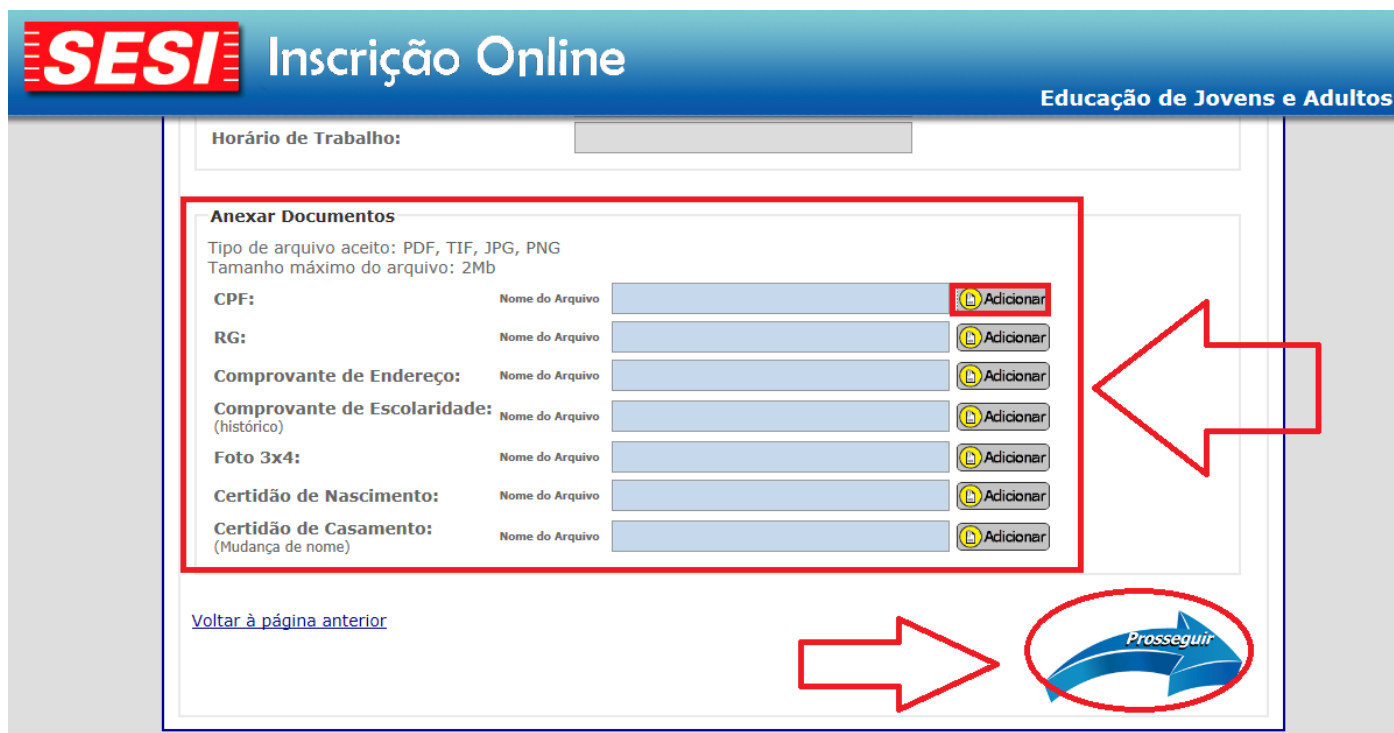 SESI Inscrição Online
Educação de Jovens e Adultos
Horário de Trabalho:
Anexar Documentos
Tipo de arquivo aceito: PDF, TIF, JPG, PNG
Tamanho máximo do arquivo: 2Mb
CPF: Nome do Arquivo Adicionar
RG: Nome do Arquivo Adicionar
Comprovante de Endereço: Nome do Arquivo Adicionar
Comprovante de Escolaridade: Nome do Arquivo Adicionar
(histórico)
Foto 3x4: Nome do Arquivo Adicionar
Certidão de Nascimento: Nome do Arquivo Adicionar
Certidão de Casamento: Nome do Arquivo Adicionar
(Mudança de nome)
Voltar à página anterior
Prosseguir